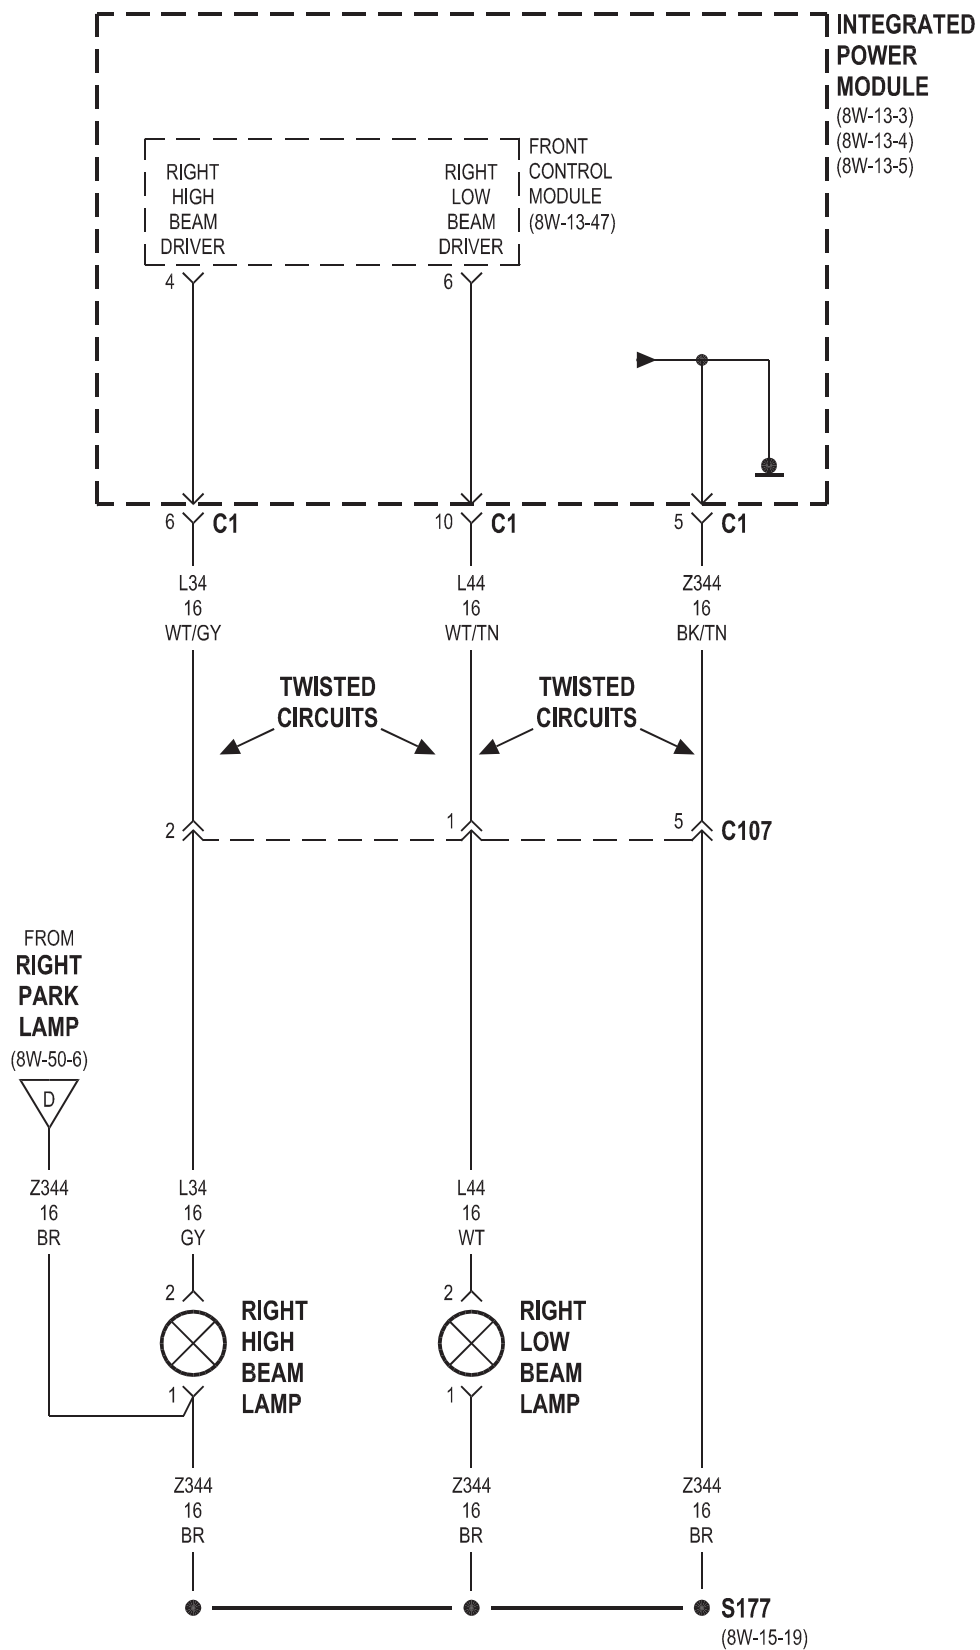 INTEGRATED
POWER
MODULE
(8W-13-3)
(8W-13-4)
(8W-13-5)
FRONT
CONTROL
MODULE
(8W-13-47)
RIGHT
HIGH
BEAM
DRIVER
RIGHT
LOW
BEAM
DRIVER
4
6
6
C1
10
C1
5
C1
L34
16
WT/GY
L44
16
WT/TN
Z344
16
BK/TN
TWISTED
CIRCUITS
TWISTED
CIRCUITS
2
1
5
C107
FROM
RIGHT
PARK
LAMP
(8W-50-6)
D
Z344
16
BR
L34
16
GY
L44
16
WT
2
RIGHT
HIGH
BEAM
LAMP
1
2
RIGHT
LOW
BEAM
LAMP
1
Z344
16
BR
Z344
16
BR
Z344
16
BR
S177
(8W-15-19)